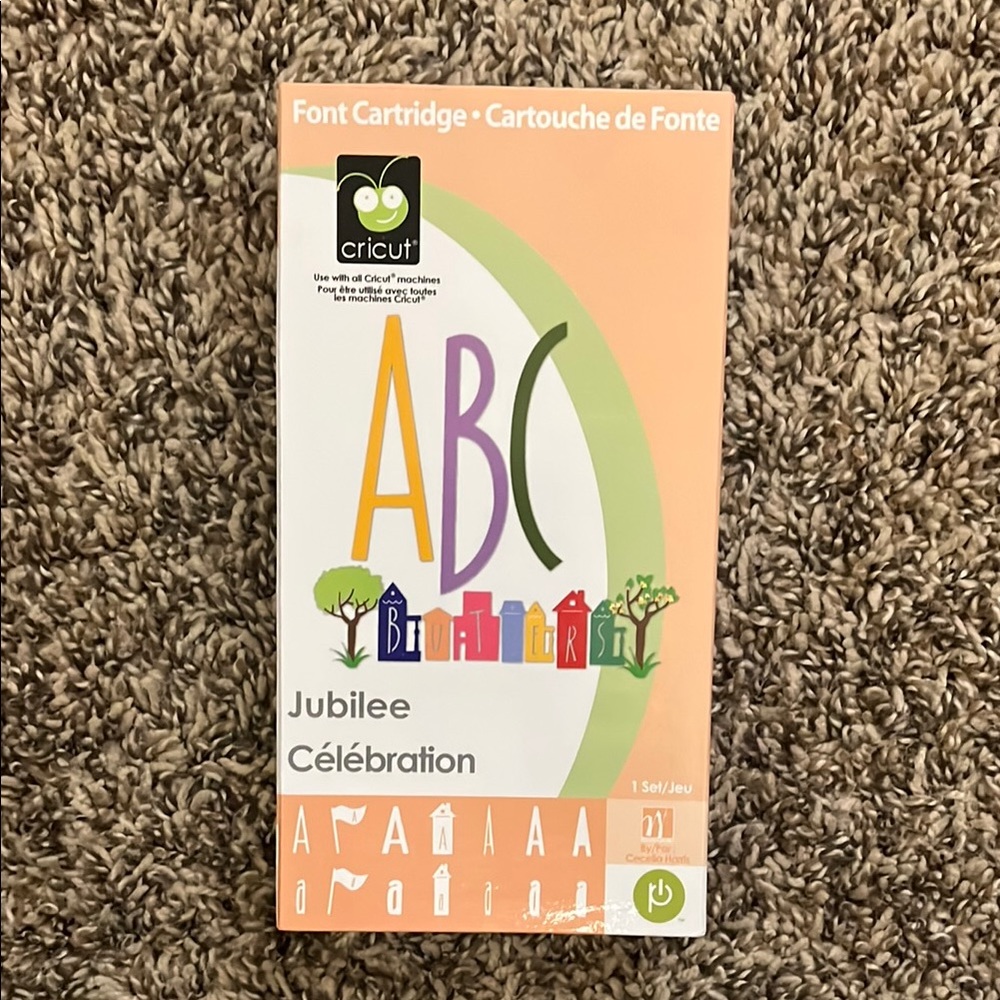 Font Cartridge • Cartouche de Fonte
cricut®
Use with all Cricut® machines
Pour être utilisé avec toutes
les machines Cricut®
ABC
Jubilee
Célébration
1 Set/Jeu
A A A A A A A
By/Par
Cecelia Harris
a a a a a a